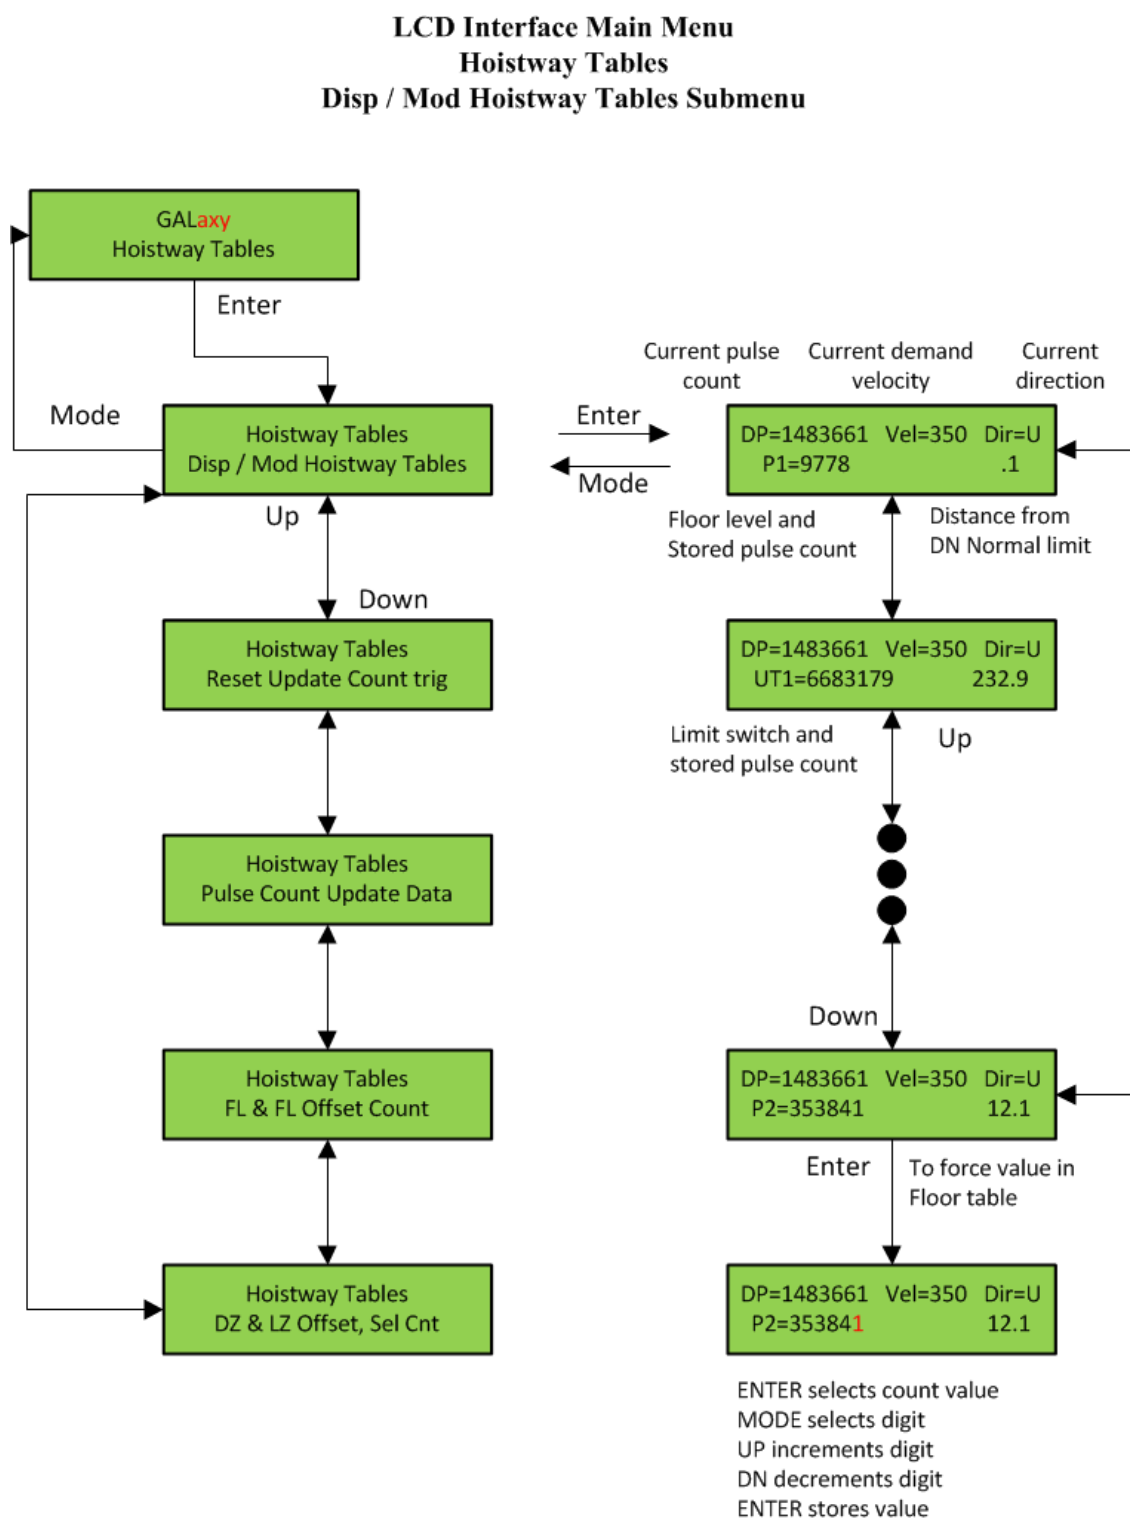 LCD Interface Main Menu
Hoistway Tables
Disp / Mod Hoistway Tables Submenu
GALaxy
Hoistway Tables
Enter
Mode
Hoistway Tables
Disp / Mod Hoistway Tables
Up
Down
Hoistway Tables
Reset Update Count trig
Hoistway Tables
Pulse Count Update Data
Hoistway Tables
FL & FL Offset Count
Hoistway Tables
DZ & LZ Offset, Sel Cnt
Enter
Mode
Current pulse
count
Current demand
velocity
Current
direction
DP=1483661 Vel=350 Dir=U
P1=9778 .1
Floor level and
Stored pulse count
Distance from
DN Normal limit
DP=1483661 Vel=350 Dir=U
UT1=6683179 232.9
Limit switch and
stored pulse count
Up
Down
DP=1483661 Vel=350 Dir=U
P2=353841 12.1
Enter
To force value in
Floor table
DP=1483661 Vel=350 Dir=U
P2=353841 12.1
ENTER selects count value
MODE selects digit
UP increments digit
DN decrements digit
ENTER stores value